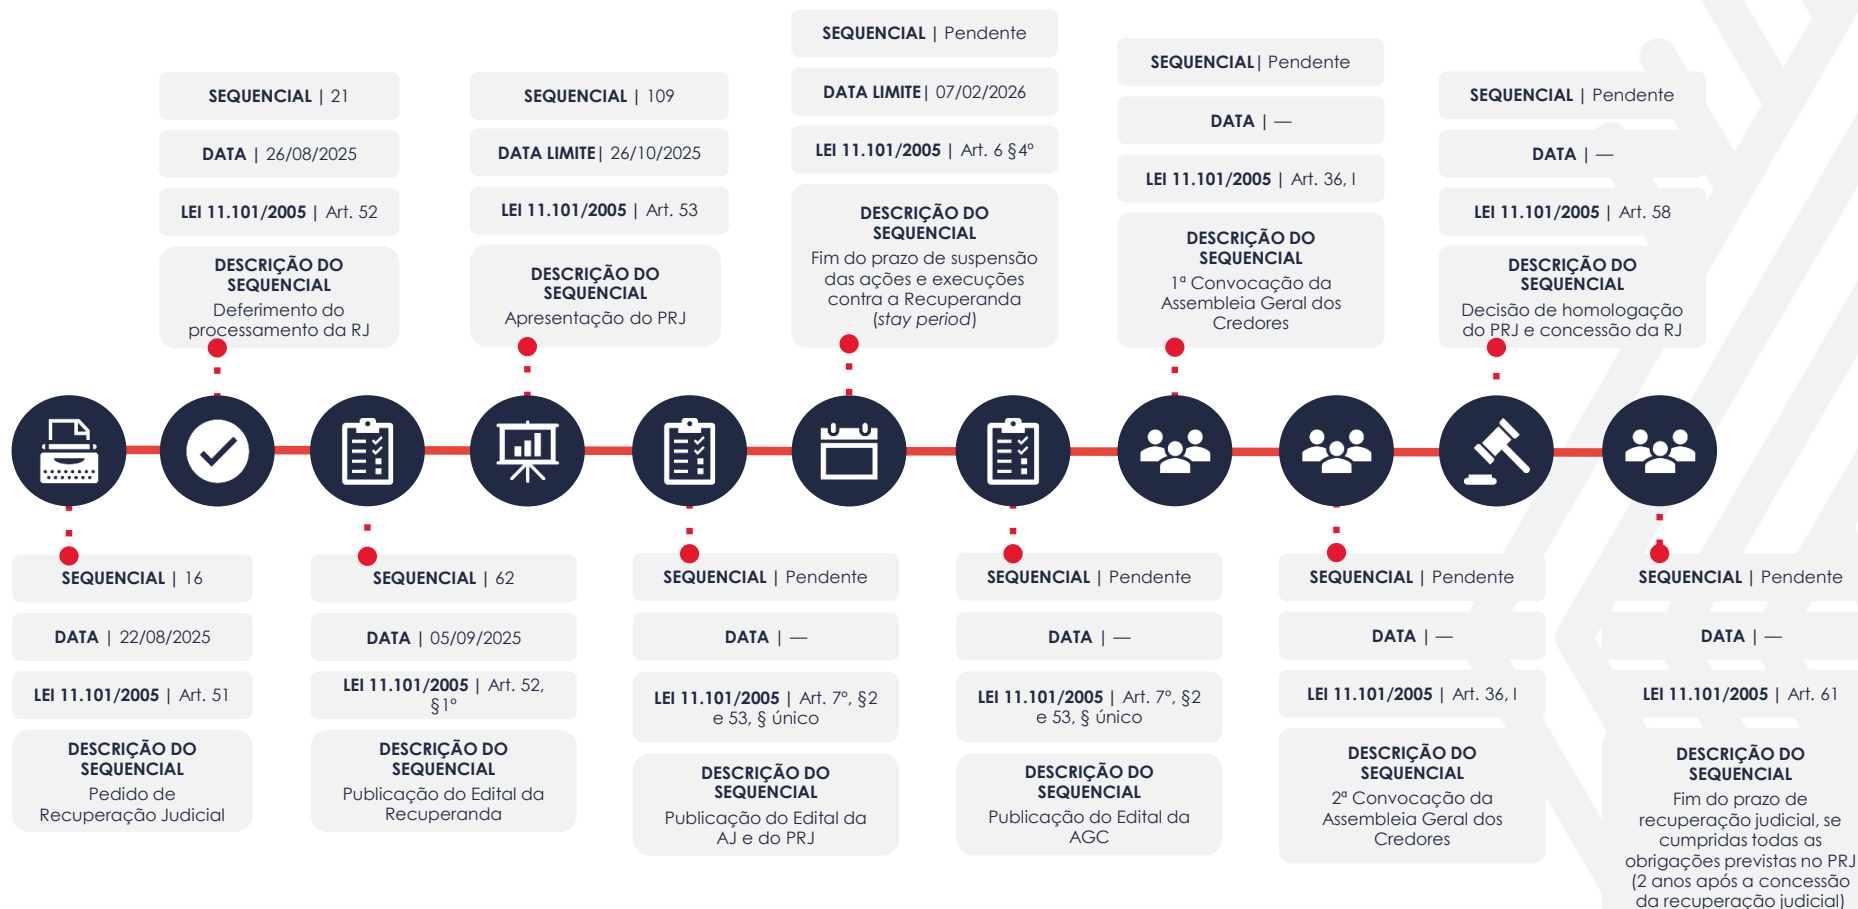 SEQUENCIAL | 21
DATA | 26/08/2025
LEI 11.101/2005 | Art. 52
DESCRIÇÃO DO
SEQUENCIAL
Deferimento do
processamento da RJ
SEQUENCIAL | 109
DATA LIMITE| 26/10/2025
LEI 11.101/2005 | Art. 53
DESCRIÇÃO DO
SEQUENCIAL
Apresentação do PRJ
SEQUENCIAL | Pendente
DATA LIMITE| 07/02/2026
LEI 11.101/2005 | Art. 6 §4º
DESCRIÇÃO DO
SEQUENCIAL
Fim do prazo de suspensão
das ações e execuções
contra a Recuperanda
(stay period)
SEQUENCIAL| Pendente
DATA | —
LEI 11.101/2005 | Art. 36, I
DESCRIÇÃO DO
SEQUENCIAL
1ª Convocação da
Assembleia Geral dos
Credores
SEQUENCIAL | Pendente
DATA | —
LEI 11.101/2005 | Art. 58
DESCRIÇÃO DO
SEQUENCIAL
Decisão de homologação
do PRJ e concessão da RJ
SEQUENCIAL | 16
DATA | 22/08/2025
LEI 11.101/2005 | Art. 51
DESCRIÇÃO DO
SEQUENCIAL
Pedido de
Recuperação Judicial
SEQUENCIAL | 62
DATA | 05/09/2025
LEI 11.101/2005 | Art. 52,
§1º
DESCRIÇÃO DO
SEQUENCIAL
Publicação do Edital da
Recuperanda
SEQUENCIAL | Pendente
DATA | —
LEI 11.101/2005 | Art. 7º, §2
e 53, § único
DESCRIÇÃO DO
SEQUENCIAL
Publicação do Edital da
AJ e do PRJ
SEQUENCIAL | Pendente
DATA | —
LEI 11.101/2005 | Art. 7º, §2
e 53, § único
DESCRIÇÃO DO
SEQUENCIAL
Publicação do Edital da
AGC
SEQUENCIAL | Pendente
DATA | —
LEI 11.101/2005 | Art. 36, I
DESCRIÇÃO DO
SEQUENCIAL
2ª Convocação da
Assembleia Geral dos
Credores
SEQUENCIAL | Pendente
DATA | —
LEI 11.101/2005 | Art. 61
DESCRIÇÃO DO
SEQUENCIAL
Fim do prazo de
recuperação judicial, se
cumpridas todas as
obrigações previstas no PRJ
(2 anos após a concessão
da recuperação judicial)